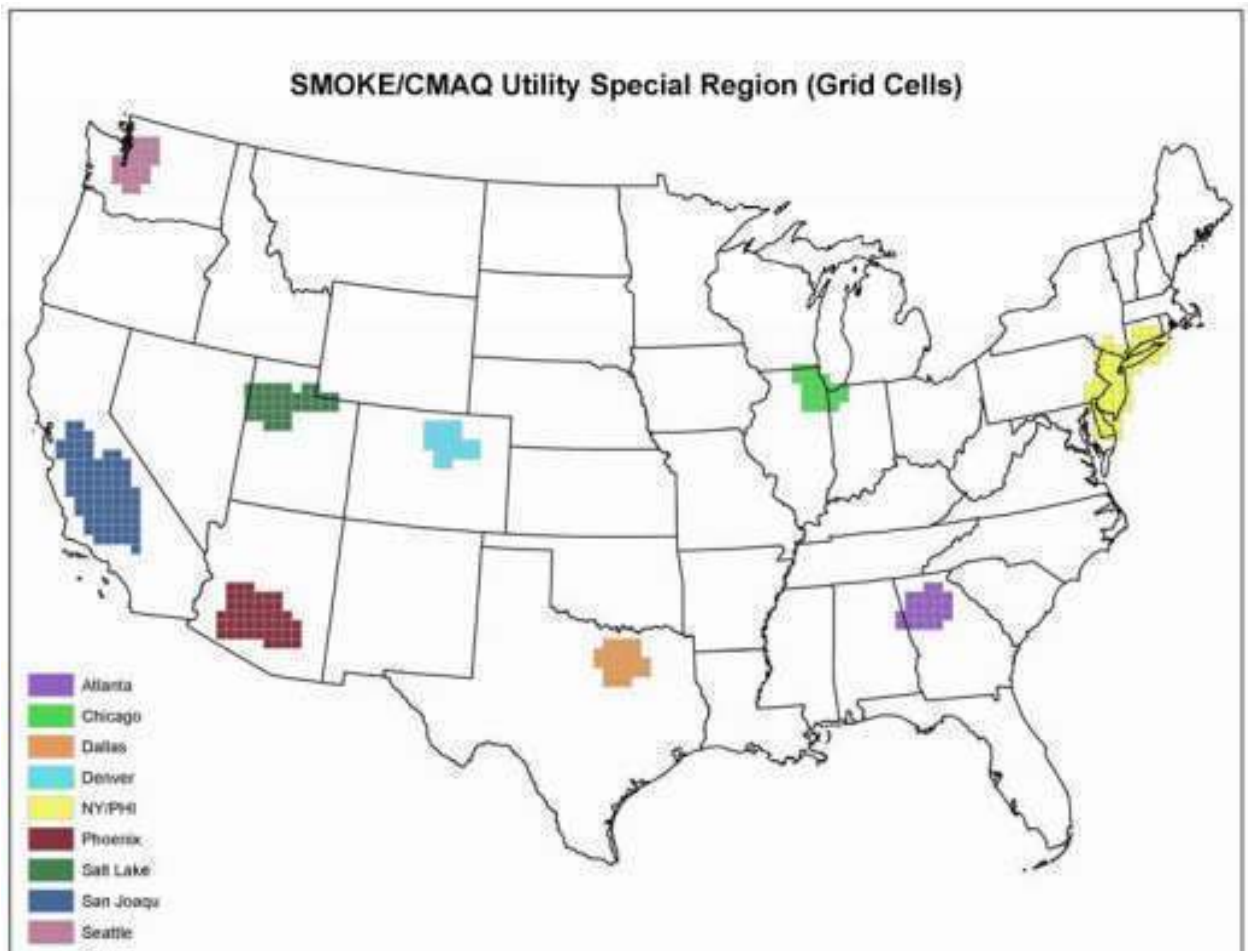 SMOKE/CMAQ Utility Special Region (Grid Cells)
Atlanta
Chicago
Dallas
Denver
NY/PHI
Phoenix
Salt Lake
San Joaqu
Seattle